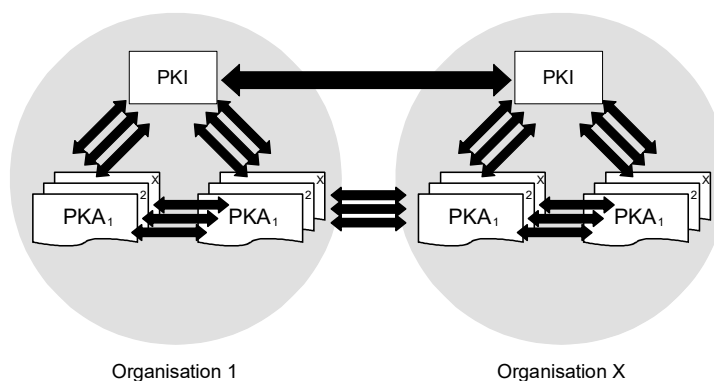 PKI
PKI
X
2
PKA1
X
2
PKA1
X
2
PKA1
X
2
PKA1
Organisation 1
Organisation X